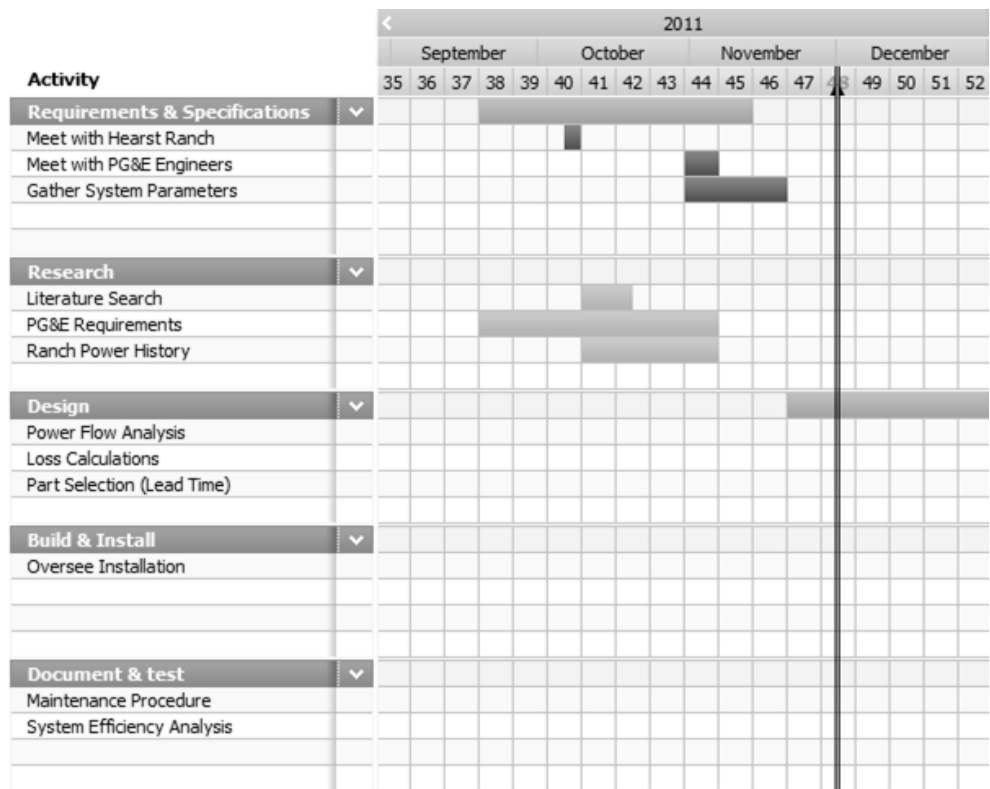 2011
September October November December
Activity 35 36 37 38 39 40 41 42 43 44 45 46 47 48 49 50 51 52
Requirements & Specifications
Meet with Hearst Ranch
Meet with PG&E Engineers
Gather System Parameters
Research
Literature Search
PG&E Requirements
Ranch Power History
Design
Power Flow Analysis
Loss Calculations
Part Selection (Lead Time)
Build & Install
Oversee Installation
Document & test
Maintenance Procedure
System Efficiency Analysis